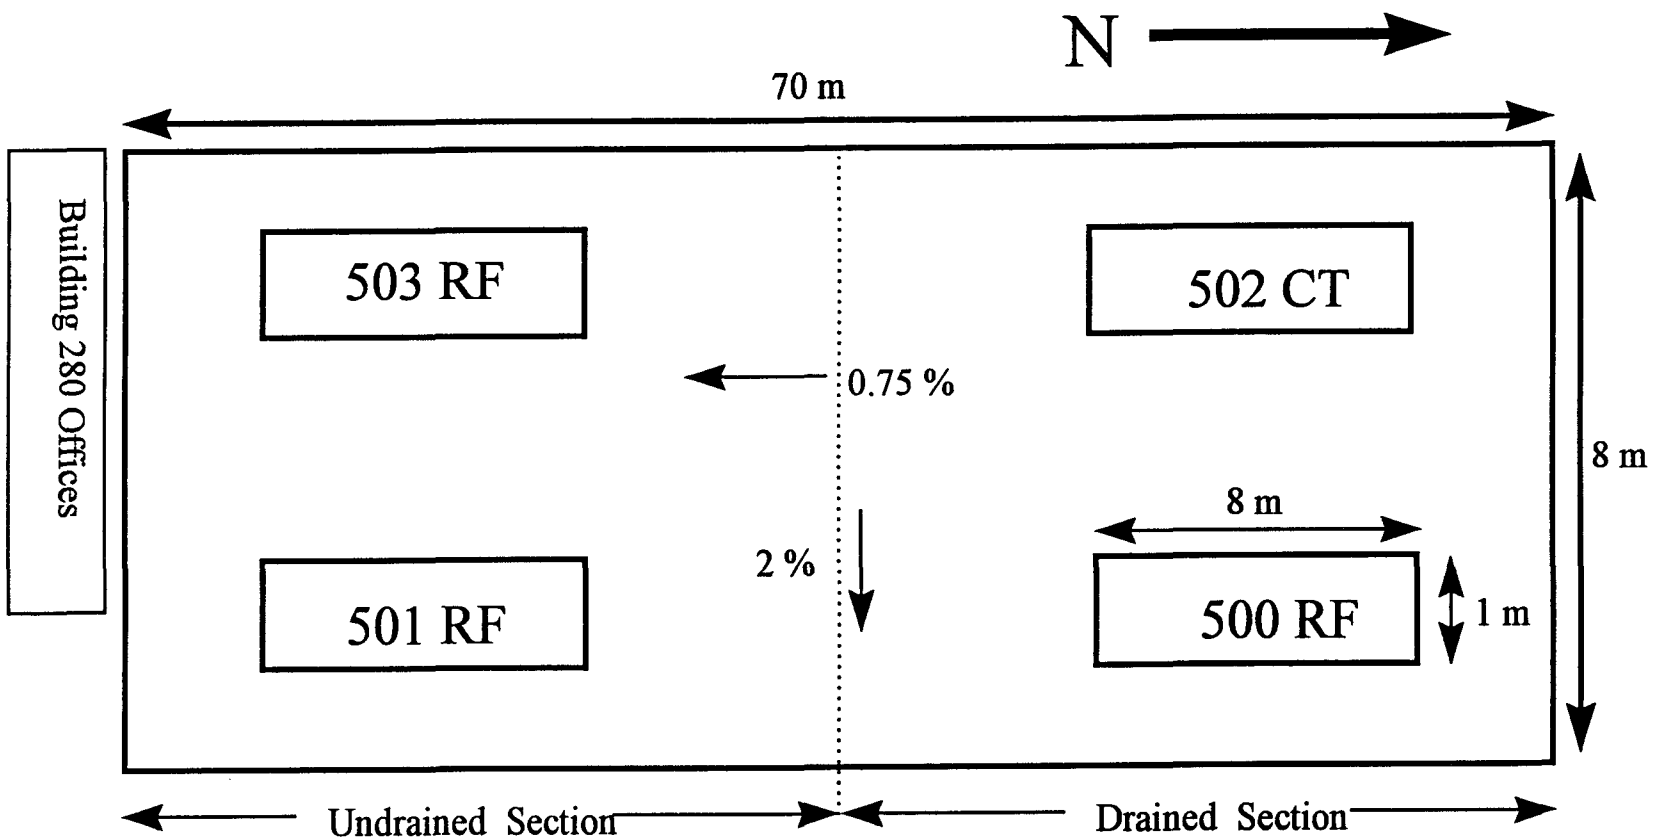 N
70 m
Building 280 Offices
503 RF
502 CT
0.75 %
8 m
8 m
2 %
501 RF
500 RF
1 m
Undrained Section
Drained Section